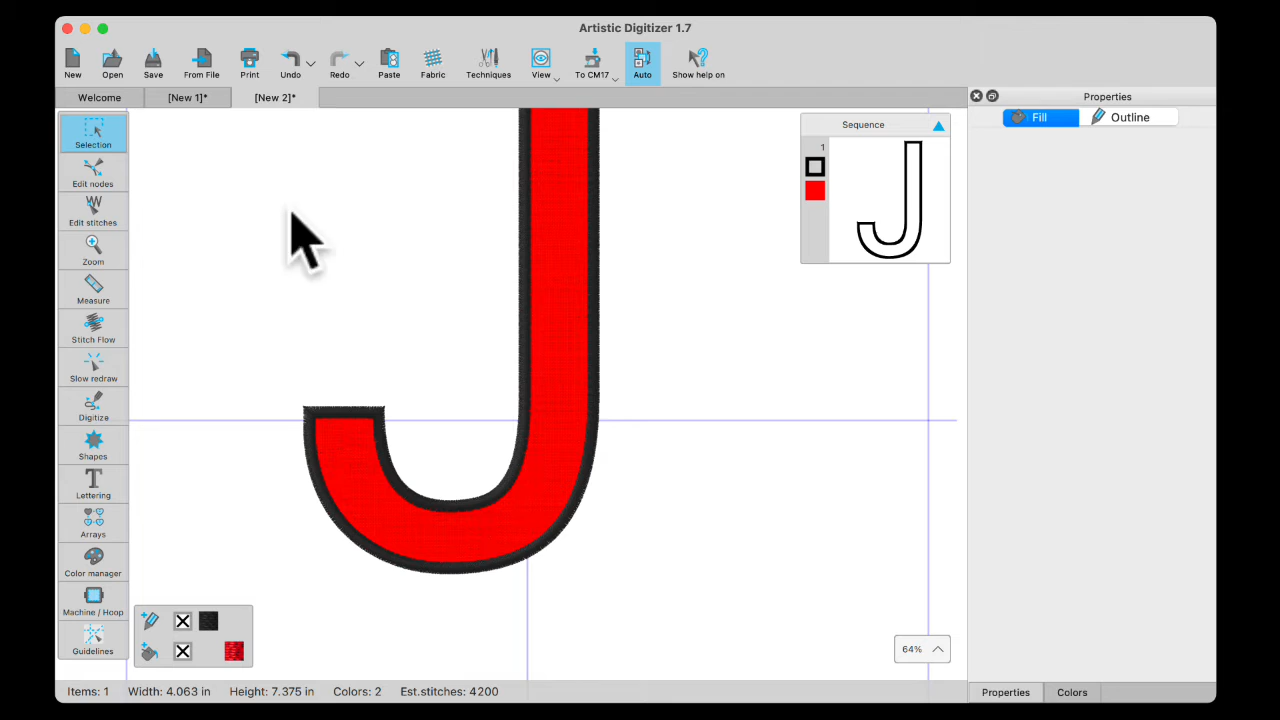 Artistic Digitizer 1.7
New Open Save From File Print Undo Redo Paste Fabric Techniques View To CM17 Auto Show help on
Welcome [New 1]* [New 2]*
Properties
Fill Outline
Selection
Edit nodes
Edit stitches
Zoom
Measure
Stitch Flow
Slow redraw
Digitize
Shapes
Lettering
Arrays
Color manager
Machine / Hoop
Guidelines
J
Sequence
1
J
64%
Items: 1 Width: 4.063 in Height: 7.375 in Colors: 2 Est.stitches: 4200
Properties Colors